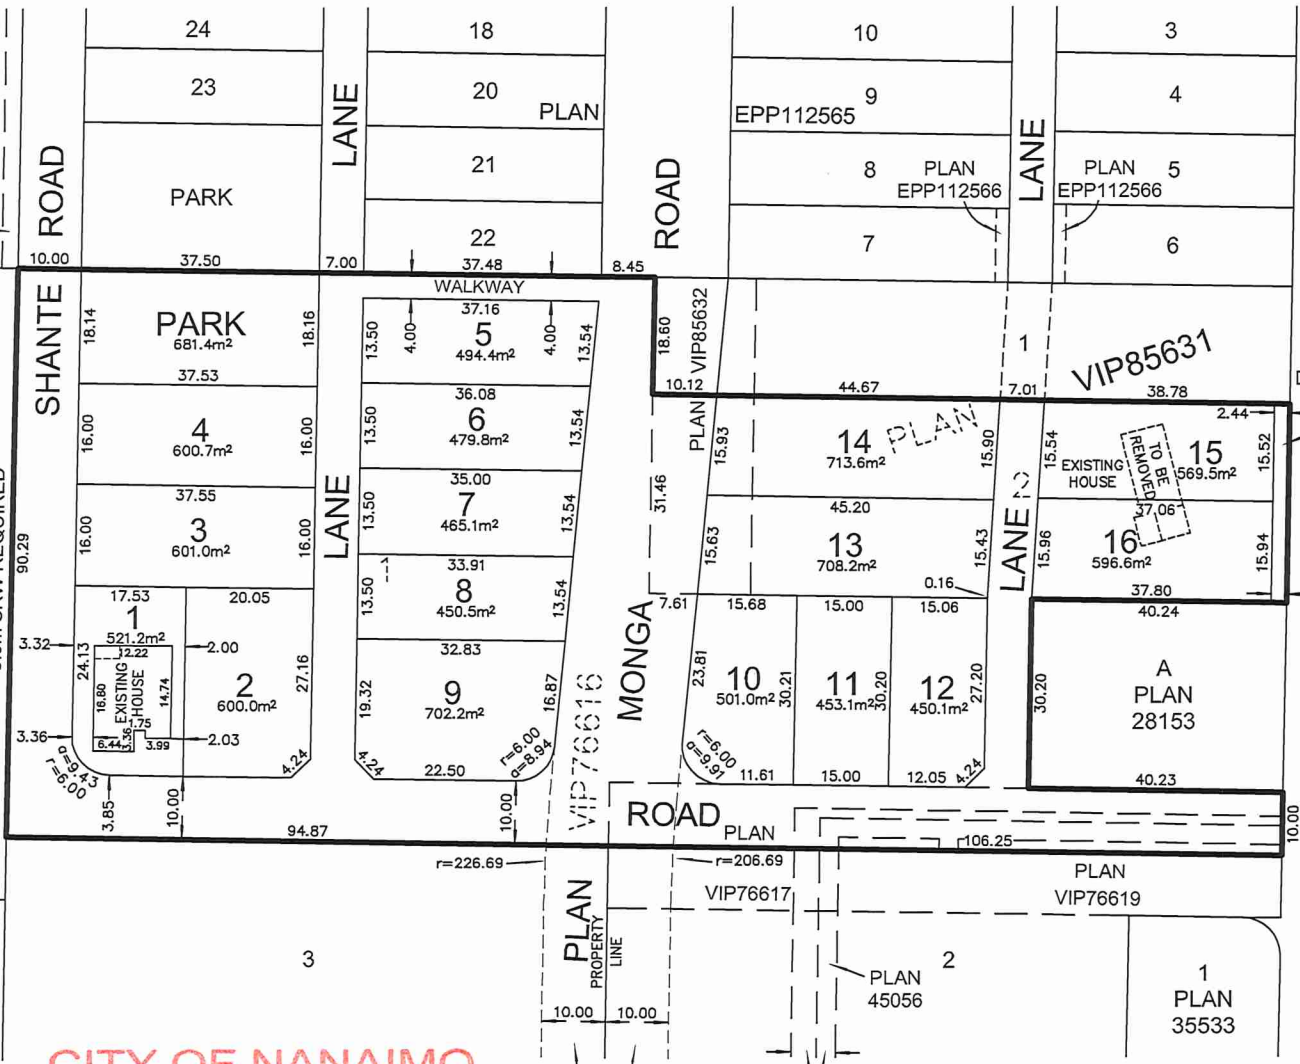 24
18
10
3
23
20
PLAN
EPP112565
9
4
LANE
LANE
21
8
PLAN
EPP112566
PLAN
EPP112566
5
ROAD
PARK
ROAD
22
7
6
10.00
37.50
7.00
37.48
8.45
WALKWAY
37.16
SHANTE
18.14
PARK
681.4m²
18.16
13.50
4.00
5
494.4m²
4.00
13.54
18.60
PLAN VIP85632
1
VIP85631
37.53
36.08
10.12
44.67
7.01
38.78
2.44
16.00
4
600.7m²
16.00
13.50
6
479.8m²
13.54
15.93
14
713.6m²
PLAN
15.90
15.54
EXISTING
HOUSE
TO BE
REMOVED
15
569.5m²
15.52
37.55
35.00
31.46
45.20
37.06
LANE
16.00
3
601.0m²
16.00
13.50
7
465.1m²
13.54
15.63
13
708.2m²
15.43
LANE 2
15.96
16
596.6m²
15.94
90.29
33.91
0.16
37.80
17.53
20.05
13.50
8
450.5m²
13.54
7.61
15.68
15.00
15.06
40.24
1
521.2m²
3.32
12.22
2.00
32.83
MONGA
24.13
16.80
EXISTING
HOUSE
14.74
2
600.0m²
27.16
19.32
9
702.2m²
16.87
VIP76616
23.81
10
501.0m²
30.21
11
453.1m²
30.20
12
450.1m²
27.20
30.20
A
PLAN
28153
3.36
6.44
3.36
1.75
3.99
2.03
a=9.43
r=6.00
4.24
4.24
22.50
r=6.00
a=8.94
r=6.00
a=9.91
11.61
15.00
12.05
4.24
40.23
3.85
10.00
94.87
10.00
ROAD
PLAN
106.25
10.00
r=226.69
r=206.69
VIP76617
PLAN
VIP76619
PLAN
PROPERTY
LINE
3
2
PLAN
45056
1
PLAN
35533
10.00
10.00
CITY OF NANAIMO